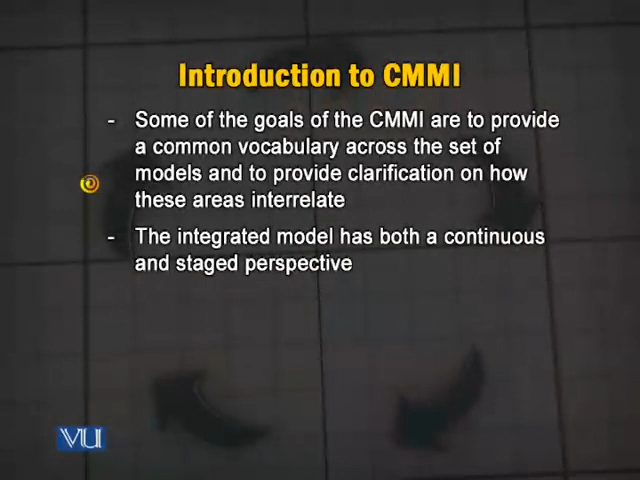 Introduction to CMMI
- Some of the goals of the CMMI are to provide
a common vocabulary across the set of
models and to provide clarification on how
these areas interrelate
- The integrated model has both a continuous
and staged perspective
VU